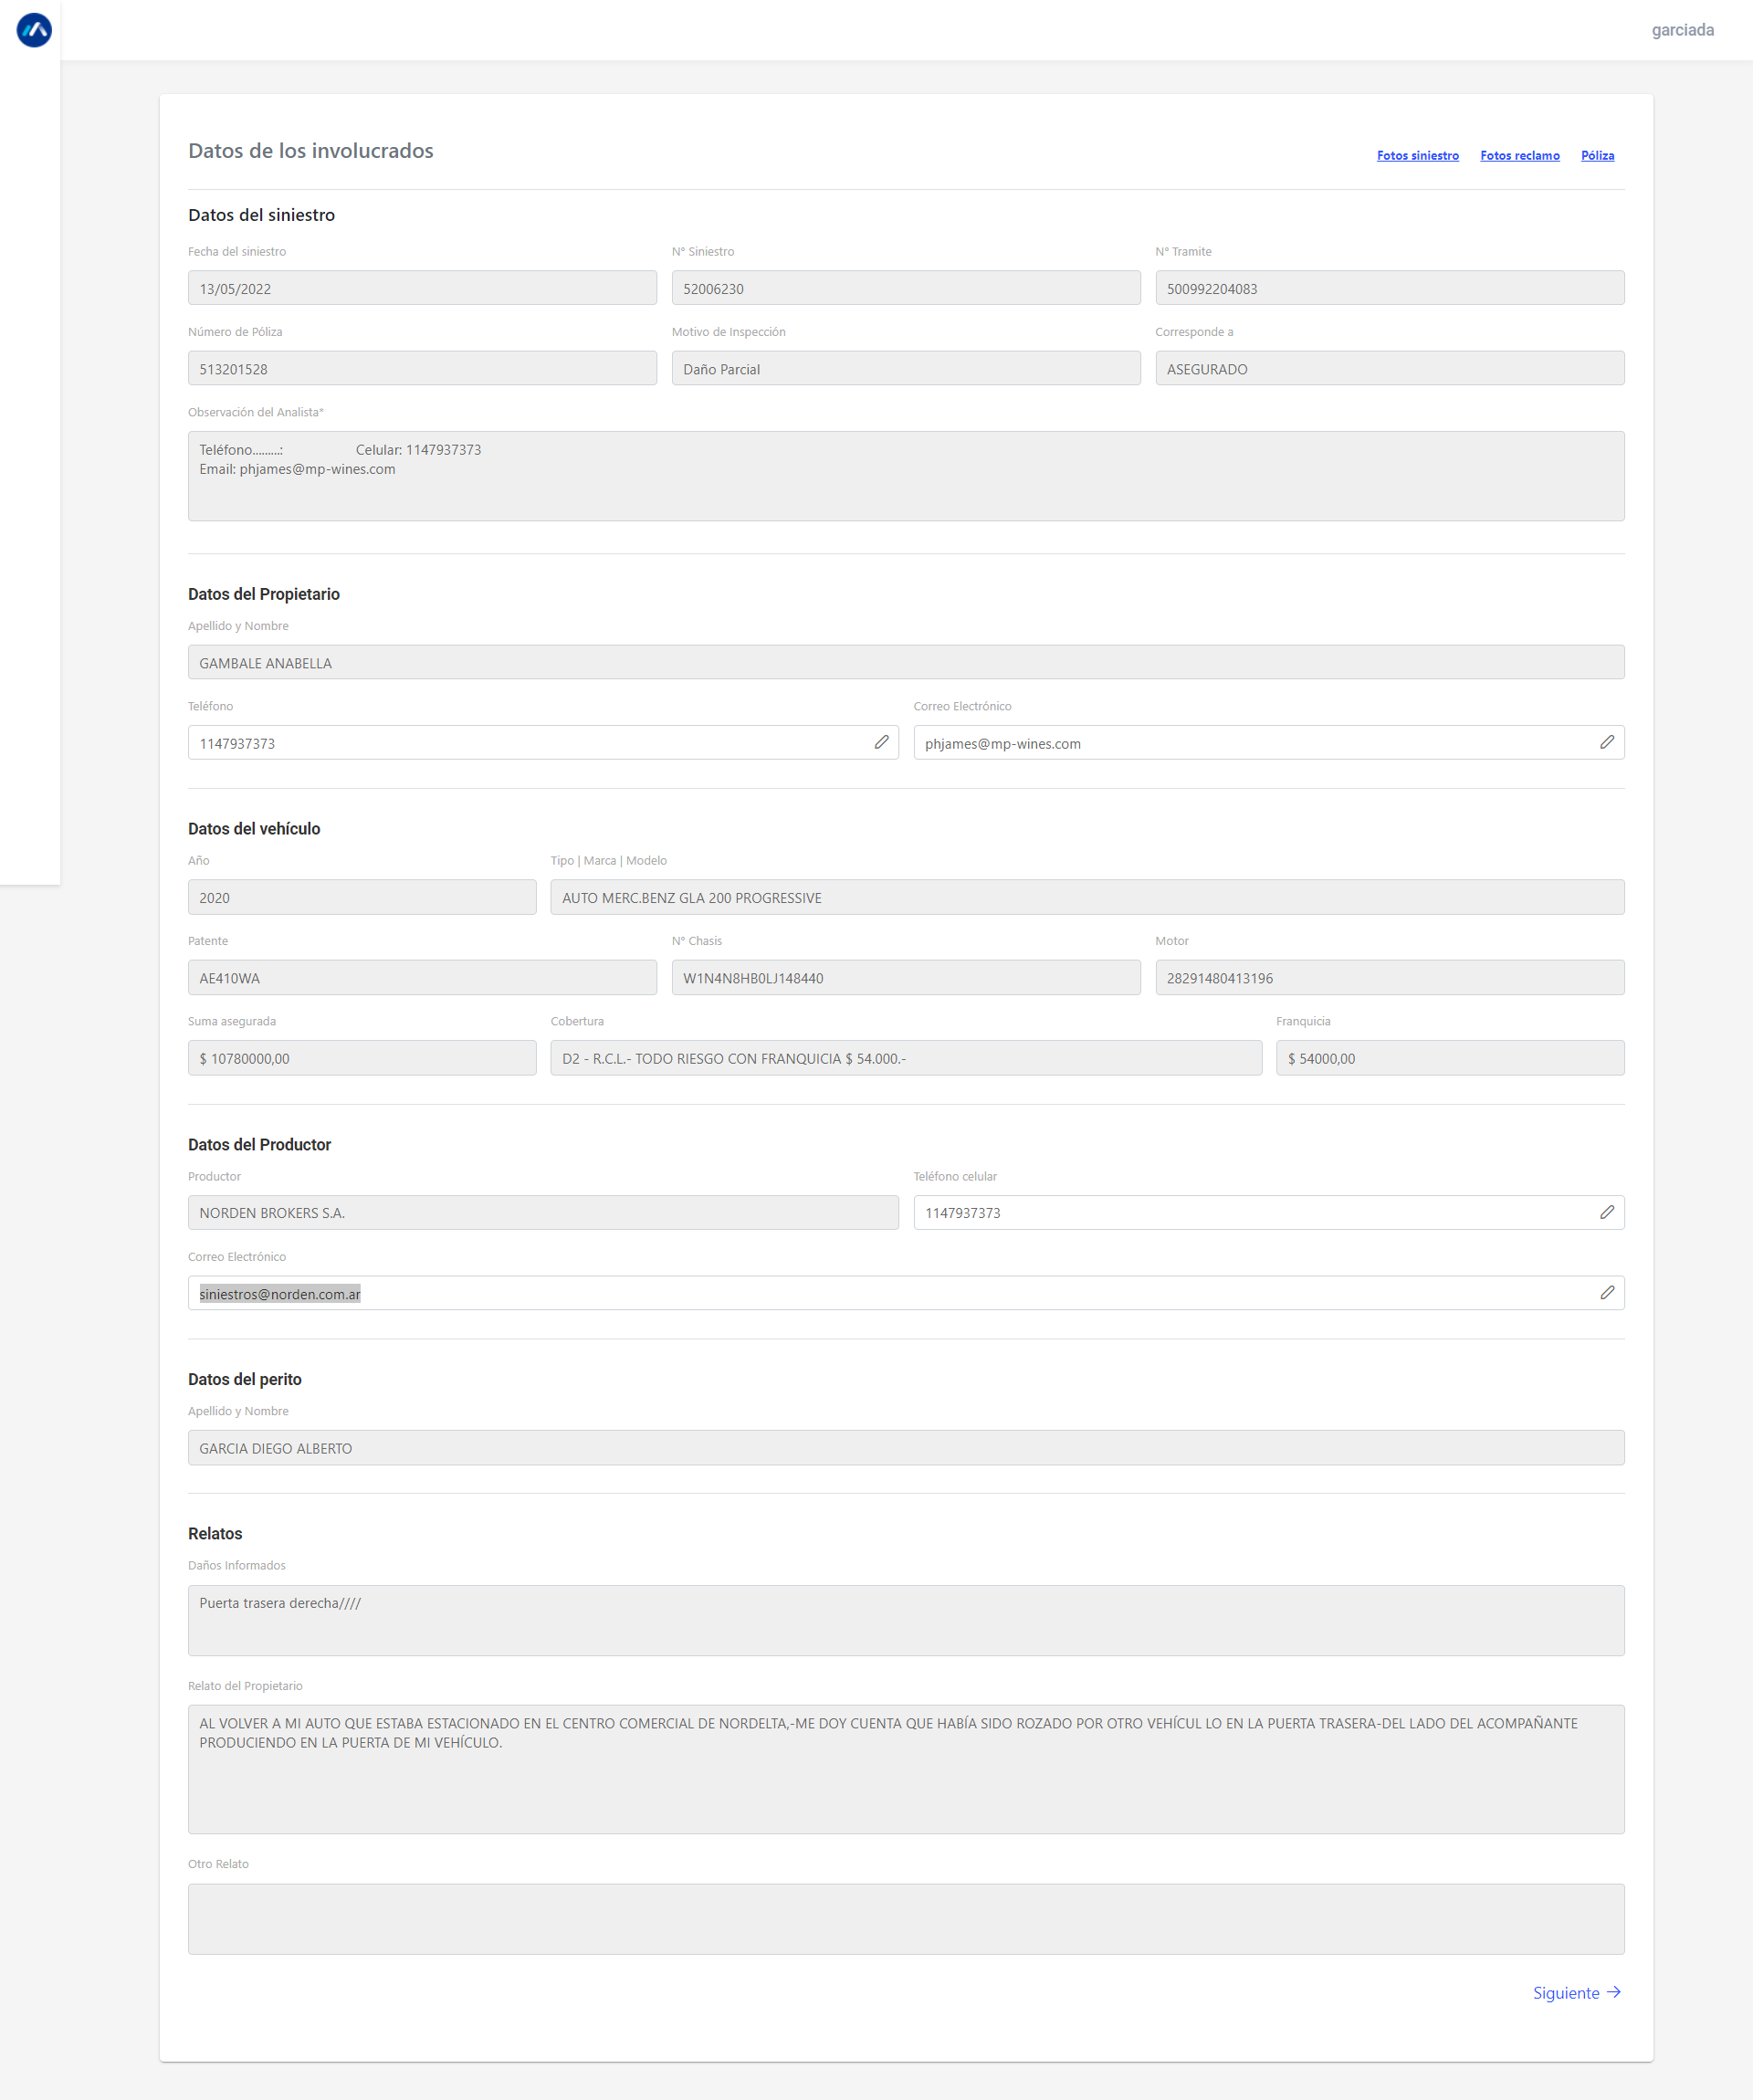 garciada
Datos de los involucrados
Fotos siniestro Fotos reclamo Póliza
Datos del siniestro
Fecha del siniestro Nº Siniestro Nº Tramite
13/05/2022 52006230 500992204083
Número de Póliza Motivo de Inspección Corresponde a
513201528 Daño Parcial ASEGURADO
Observación del Analista*
Teléfono.........: Celular: 1147937373
Email: phjames@mp-wines.com
Datos del Propietario
Apellido y Nombre
GAMBALE ANABELLA
Teléfono Correo Electrónico
1147937373 phjames@mp-wines.com
Datos del vehículo
Año Tipo | Marca | Modelo
2020 AUTO MERC.BENZ GLA 200 PROGRESSIVE
Patente Nº Chasis Motor
AE410WA W1N4N8HB0LJ148440 28291480413196
Suma asegurada Cobertura Franquicia
$ 10780000,00 D2 - R.C.L.- TODO RIESGO CON FRANQUICIA $ 54.000.- $ 54000,00
Datos del Productor
Productor Teléfono celular
NORDEN BROKERS S.A. 1147937373
Correo Electrónico
siniestros@norden.com.ar
Datos del perito
Apellido y Nombre
GARCIA DIEGO ALBERTO
Relatos
Daños Informados
Puerta trasera derecha////
Relato del Propietario
AL VOLVER A MI AUTO QUE ESTABA ESTACIONADO EN EL CENTRO COMERCIAL DE NORDELTA,-ME DOY CUENTA QUE HABÍA SIDO ROZADO POR OTRO VEHÍCUL LO EN LA PUERTA TRASERA-DEL LADO DEL ACOMPAÑANTE
PRODUCIENDO EN LA PUERTA DE MI VEHÍCULO.
Otro Relato
Siguiente